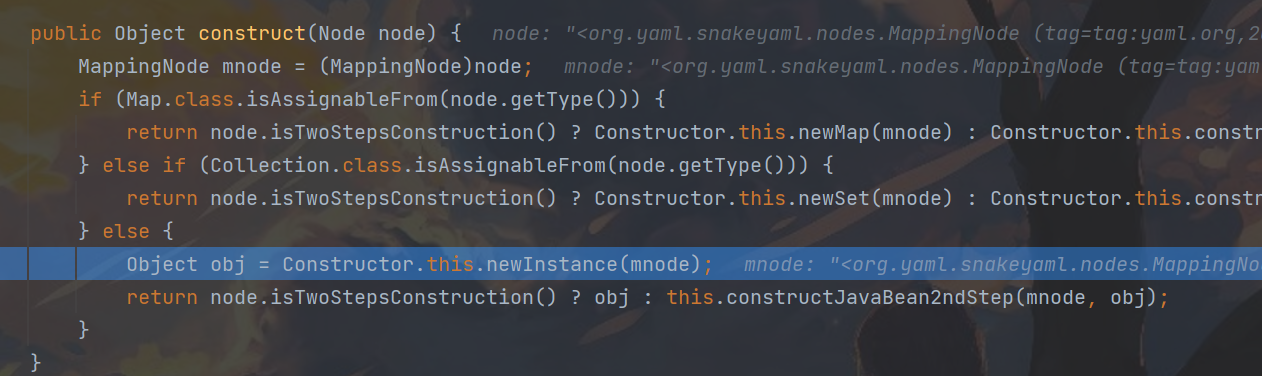 public Object construct(Node node) {   node: "<org.yaml.snakeyaml.nodes.MappingNode (tag=tag:yaml.org,2
    MappingNode mnode = (MappingNode)node;   mnode: "<org.yaml.snakeyaml.nodes.MappingNode (tag=tag:yam
    if (Map.class.isAssignableFrom(node.getType())) {
        return node.isTwoStepsConstruction() ? Constructor.this.newMap(mnode) : Constructor.this.constr
    } else if (Collection.class.isAssignableFrom(node.getType())) {
        return node.isTwoStepsConstruction() ? Constructor.this.newSet(mnode) : Constructor.this.constr
    } else {
        Object obj = Constructor.this.newInstance(mnode);   mnode: "<org.yaml.snakeyaml.nodes.MappingNo
        return node.isTwoStepsConstruction() ? obj : this.constructJavaBean2ndStep(mnode, obj);
    }
}